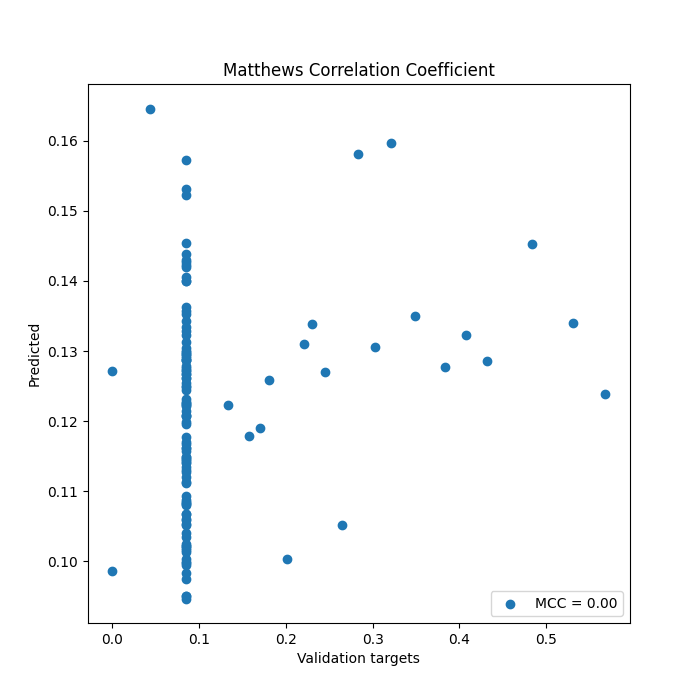 Matthews Correlation Coefficient
0.16
0.15
0.14
0.13
0.12
0.11
0.10
Predicted
MCC = 0.00
0.0 0.1 0.2 0.3 0.4 0.5
Validation targets